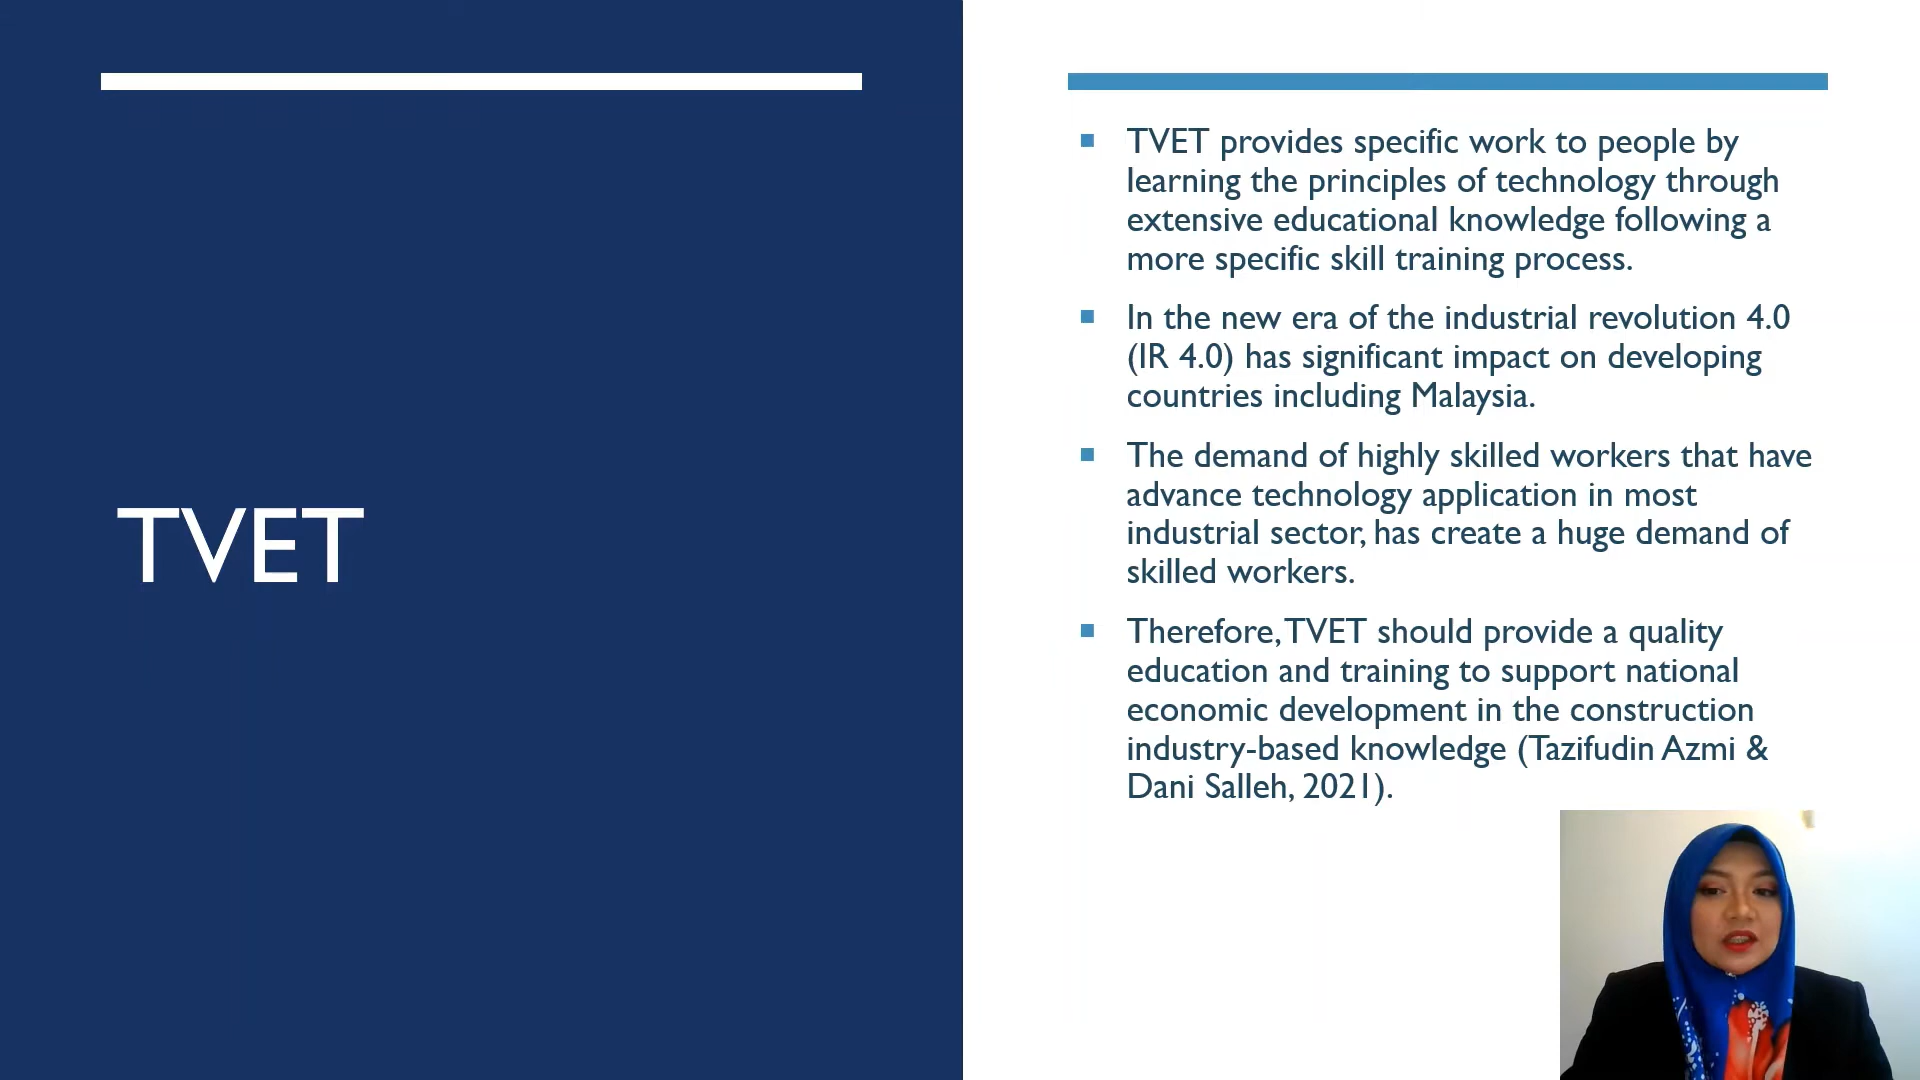 TVET
TVET provides specific work to people by
learning the principles of technology through
extensive educational knowledge following a
more specific skill training process.
In the new era of the industrial revolution 4.0
(IR 4.0) has significant impact on developing
countries including Malaysia.
The demand of highly skilled workers that have
advance technology application in most
industrial sector, has create a huge demand of
skilled workers.
Therefore, TVET should provide a quality
education and training to support national
economic development in the construction
industry-based knowledge (Tazifudin Azmi &
Dani Salleh, 2021).